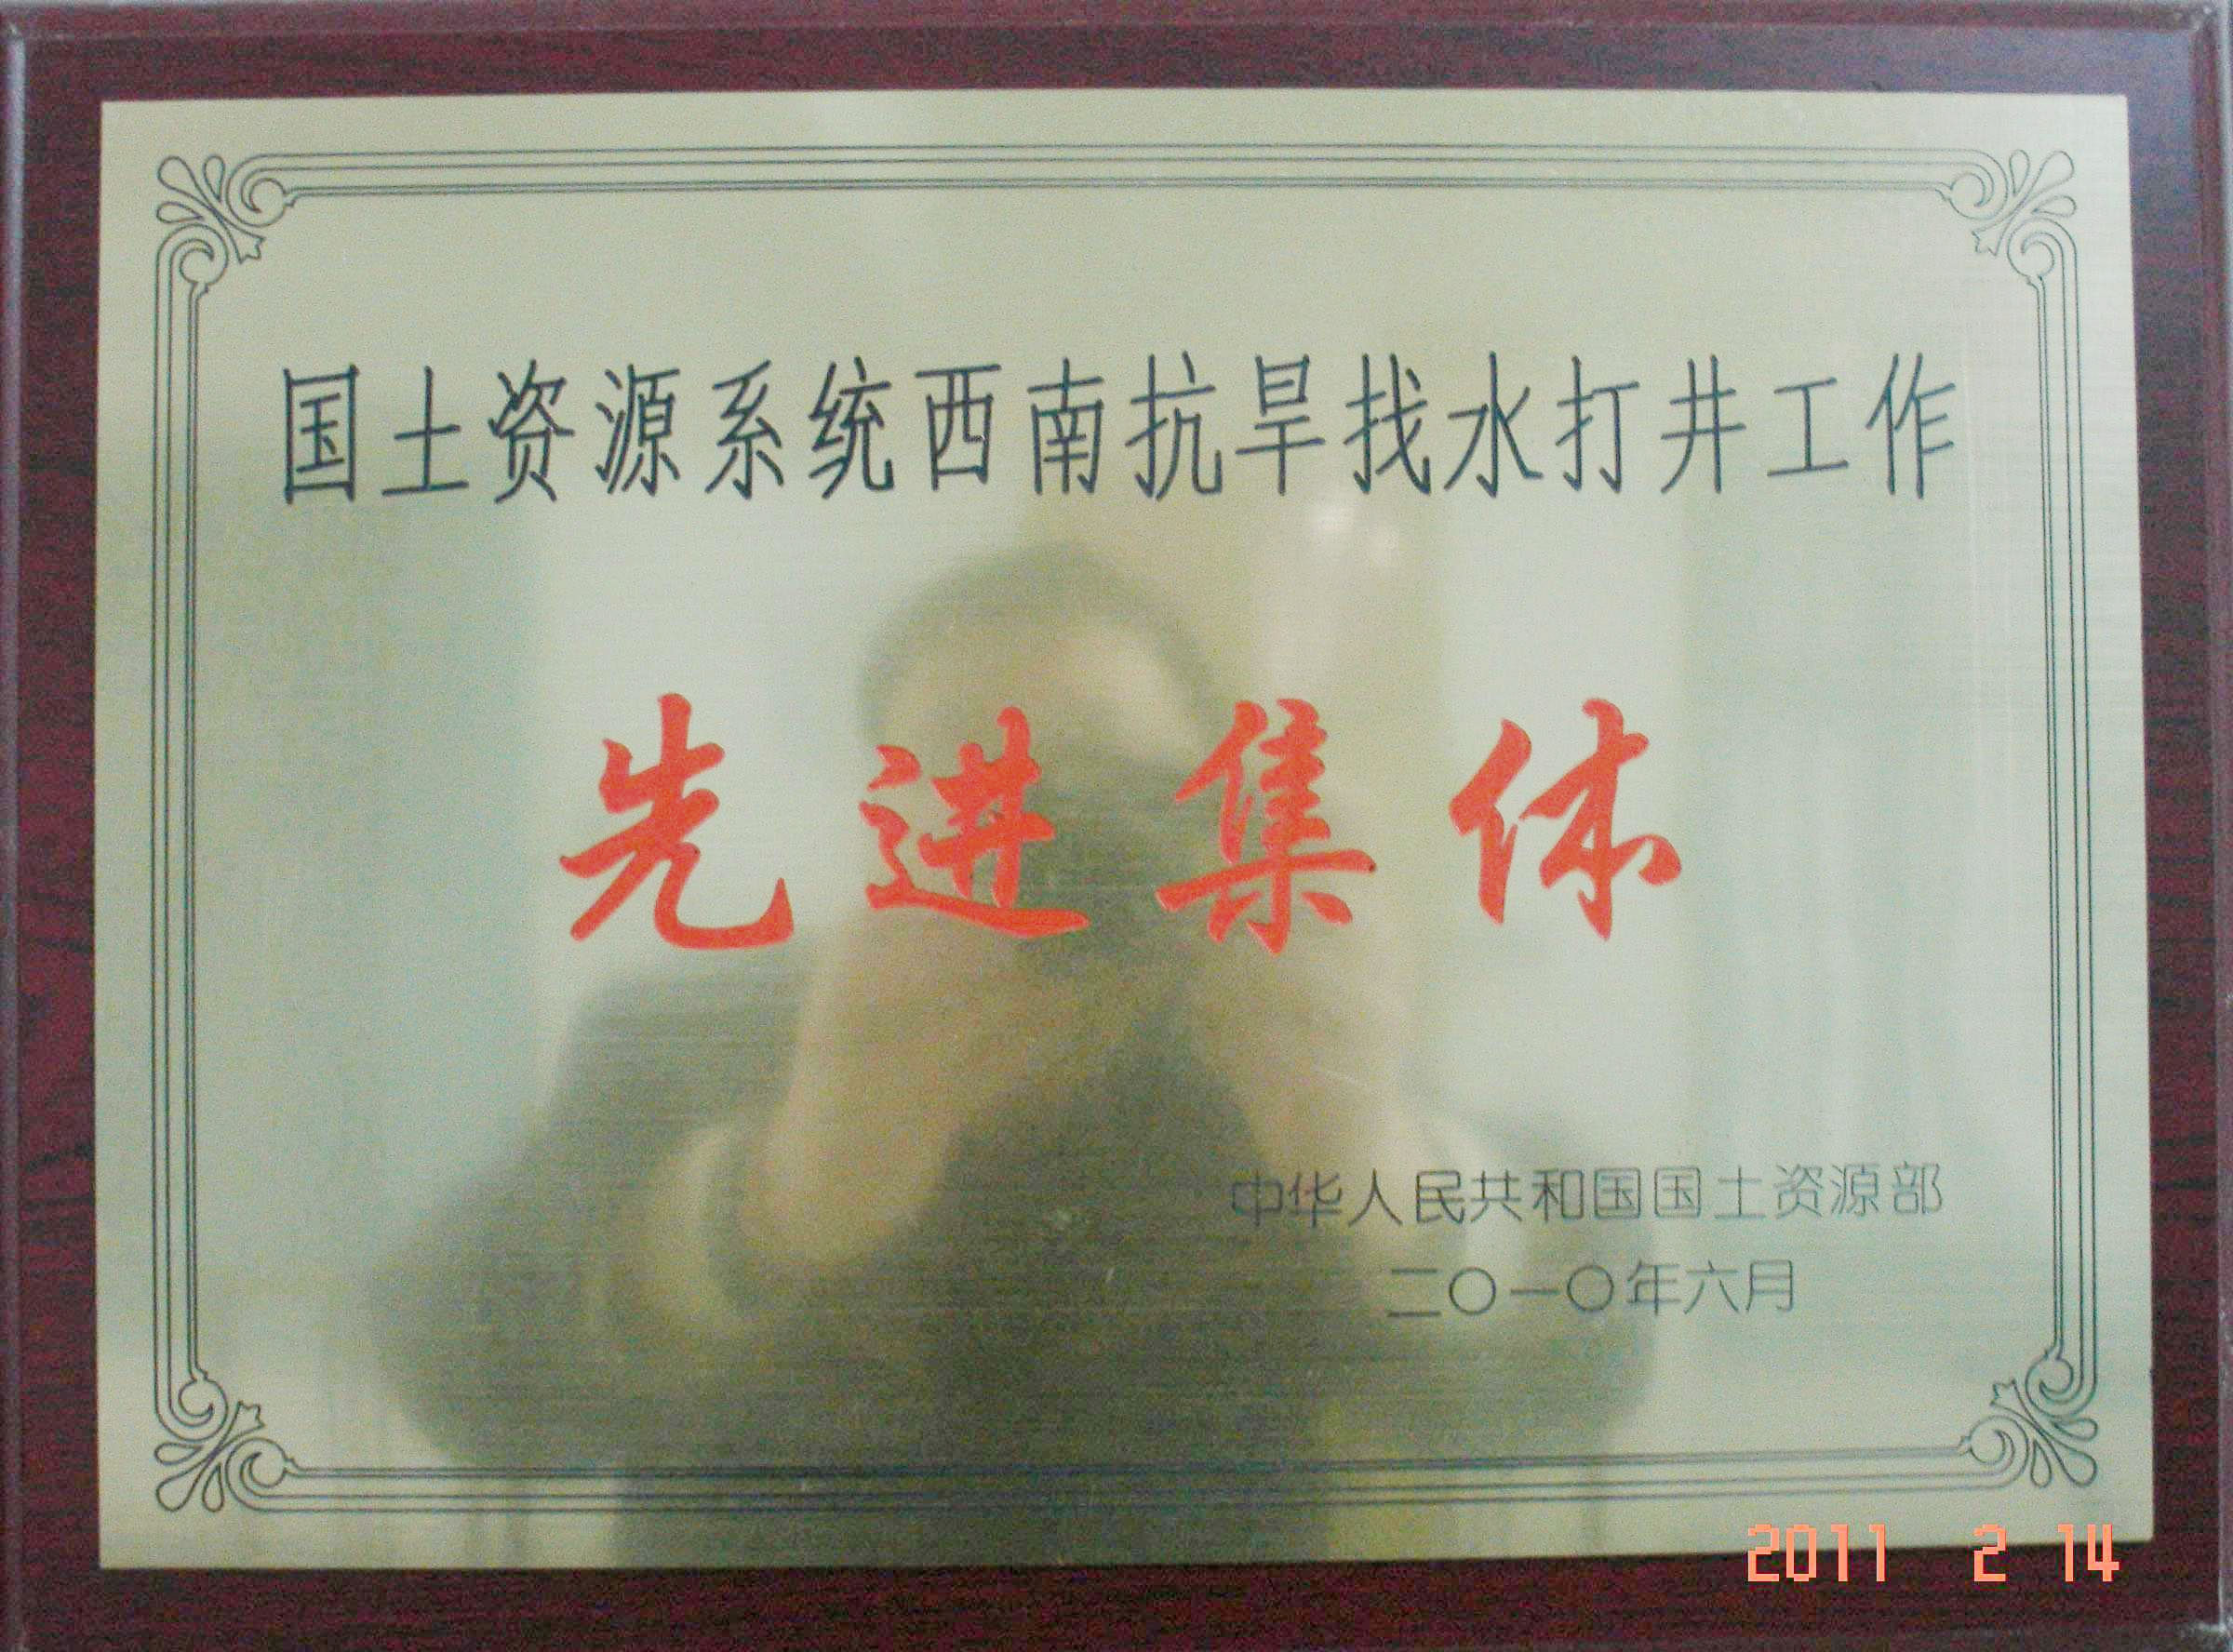 国土资源系统西南抗旱找水打井工作
先进集体
中华人民共和国国土资源部
二〇一〇年六月
2011 2 14